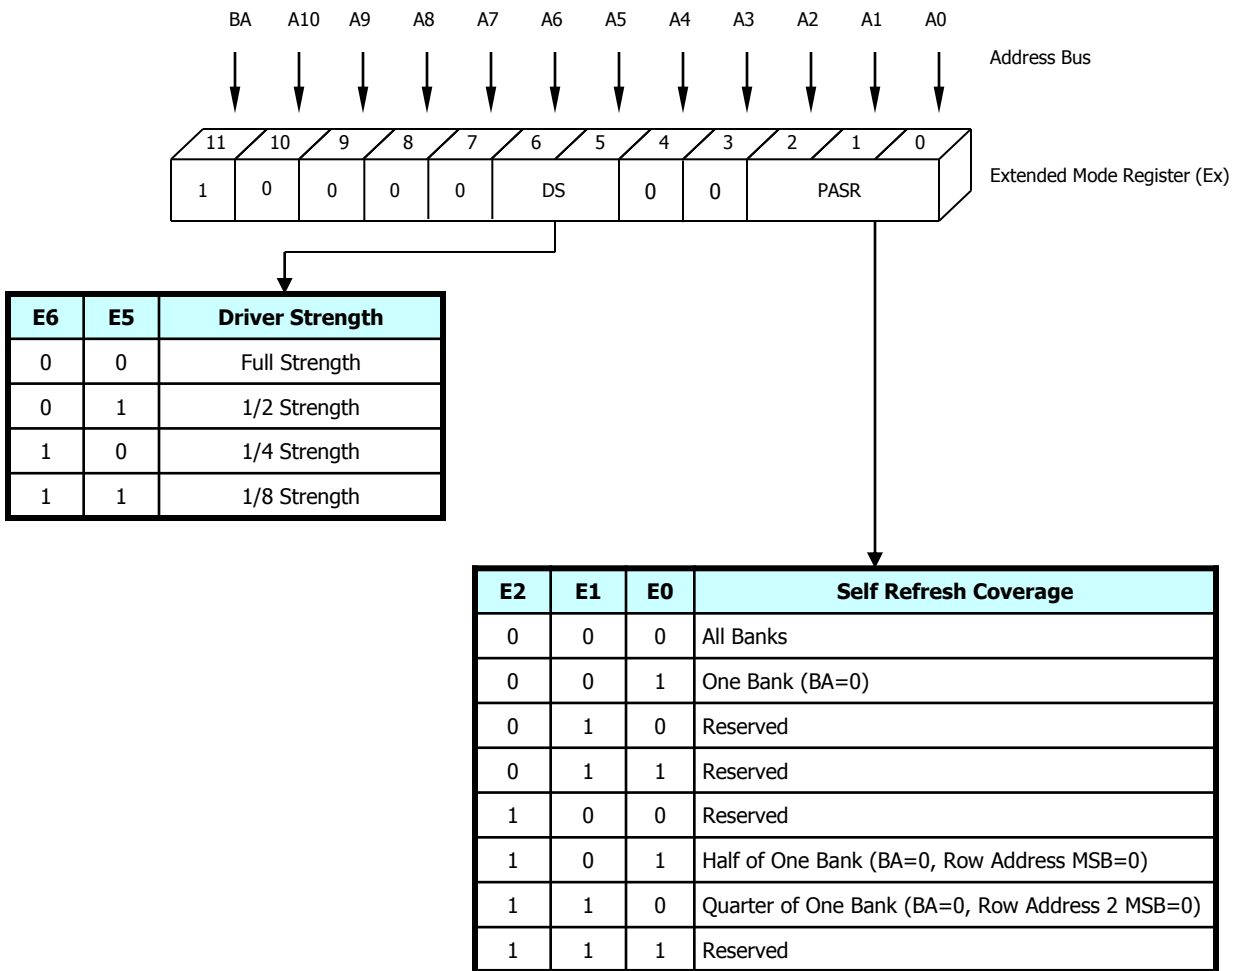 BA A10 A9 A8 A7 A6 A5 A4 A3 A2 A1 A0
Address Bus
11 10 9 8 7 6 5 4 3 2 1 0
1 0 0 0 0 DS 0 0 PASR
Extended Mode Register (Ex)
E6 E5 Driver Strength
0 0 Full Strength
0 1 1/2 Strength
1 0 1/4 Strength
1 1 1/8 Strength
E2 E1 E0 Self Refresh Coverage
0 0 0 All Banks
0 0 1 One Bank (BA=0)
0 1 0 Reserved
0 1 1 Reserved
1 0 0 Reserved
1 0 1 Half of One Bank (BA=0, Row Address MSB=0)
1 1 0 Quarter of One Bank (BA=0, Row Address 2 MSB=0)
1 1 1 Reserved